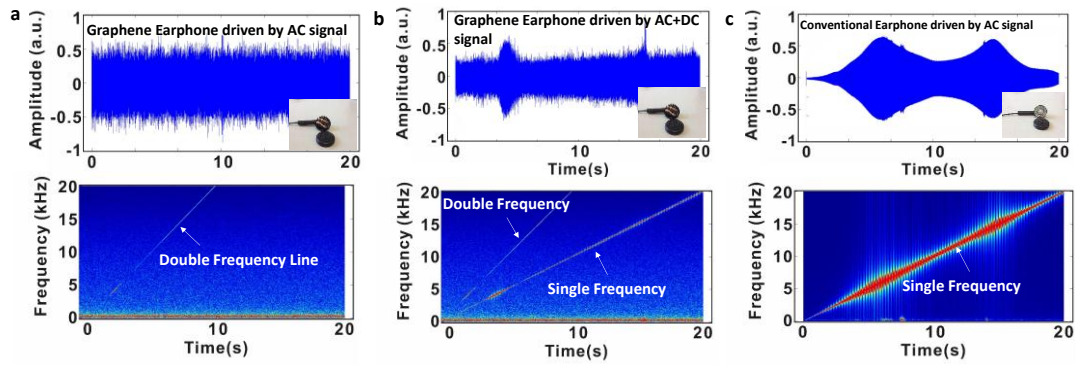 a
Graphene Earphone driven by AC signal
Amplitude (a.u.)
1
0.5
0
-0.5
-1
0
10
20
Time(s)
Frequency (kHz)
20
15
10
5
0
Double Frequency Line
0
10
20
Time(s)
b
Graphene Earphone driven by AC+DC
signal
Amplitude (a.u.)
1
0.5
0
-0.5
-1
0
10
20
Time(s)
Frequency (kHz)
20
15
10
5
0
Double Frequency
Single Frequency
0
10
20
Time(s)
c
Conventional Earphone driven by AC signal
Amplitude (a.u.)
1
0.5
0
-0.5
-1
0
10
20
Time(s)
Frequency (kHz)
20
15
10
5
0
Single Frequency
0
10
20
Time(s)